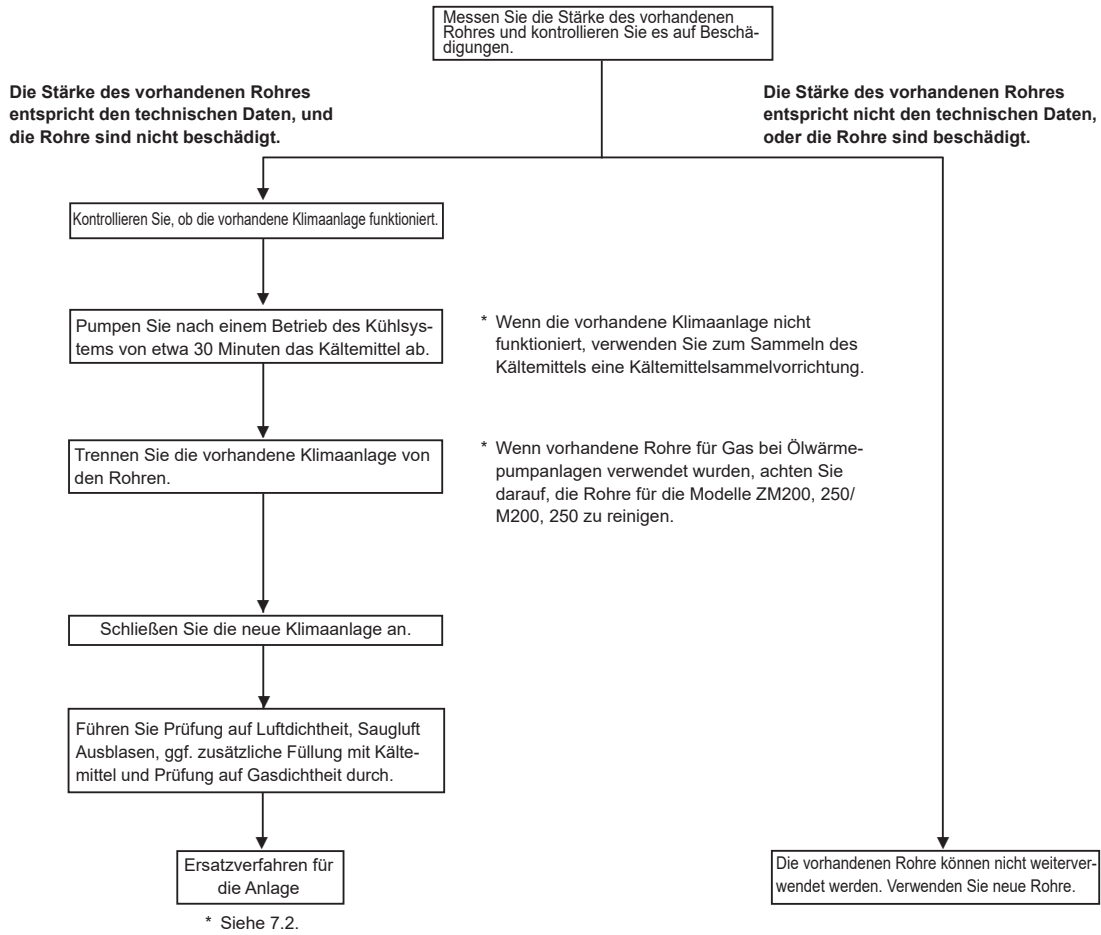 Messen Sie die Stärke des vorhandenen
Rohres und kontrollieren Sie es auf Beschä-
digungen.
Die Stärke des vorhandenen Rohres
entspricht den technischen Daten, und
die Rohre sind nicht beschädigt.
Die Stärke des vorhandenen Rohres
entspricht nicht den technischen Daten,
oder die Rohre sind beschädigt.
Kontrollieren Sie, ob die vorhandene Klimaanlage funktioniert.
Pumpen Sie nach einem Betrieb des Kühlsys-
tems von etwa 30 Minuten das Kältemittel ab.
* Wenn die vorhandene Klimaanlage nicht
funktioniert, verwenden Sie zum Sammeln des
Kältemittels eine Kältemittelsammelvorrichtung.
Trennen Sie die vorhandene Klimaanlage von
den Rohren.
* Wenn vorhandene Rohre für Gas bei Ölwärme-
pumpanlagen verwendet wurden, achten Sie
darauf, die Rohre für die Modelle ZM200, 250/
M200, 250 zu reinigen.
Schließen Sie die neue Klimaanlage an.
Führen Sie Prüfung auf Luftdichtheit, Saugluft
Ausblasen, ggf. zusätzliche Füllung mit Kälte-
mittel und Prüfung auf Gasdichtheit durch.
Ersatzverfahren für
die Anlage
* Siehe 7.2.
Die vorhandenen Rohre können nicht weiterver-
wendet werden. Verwenden Sie neue Rohre.